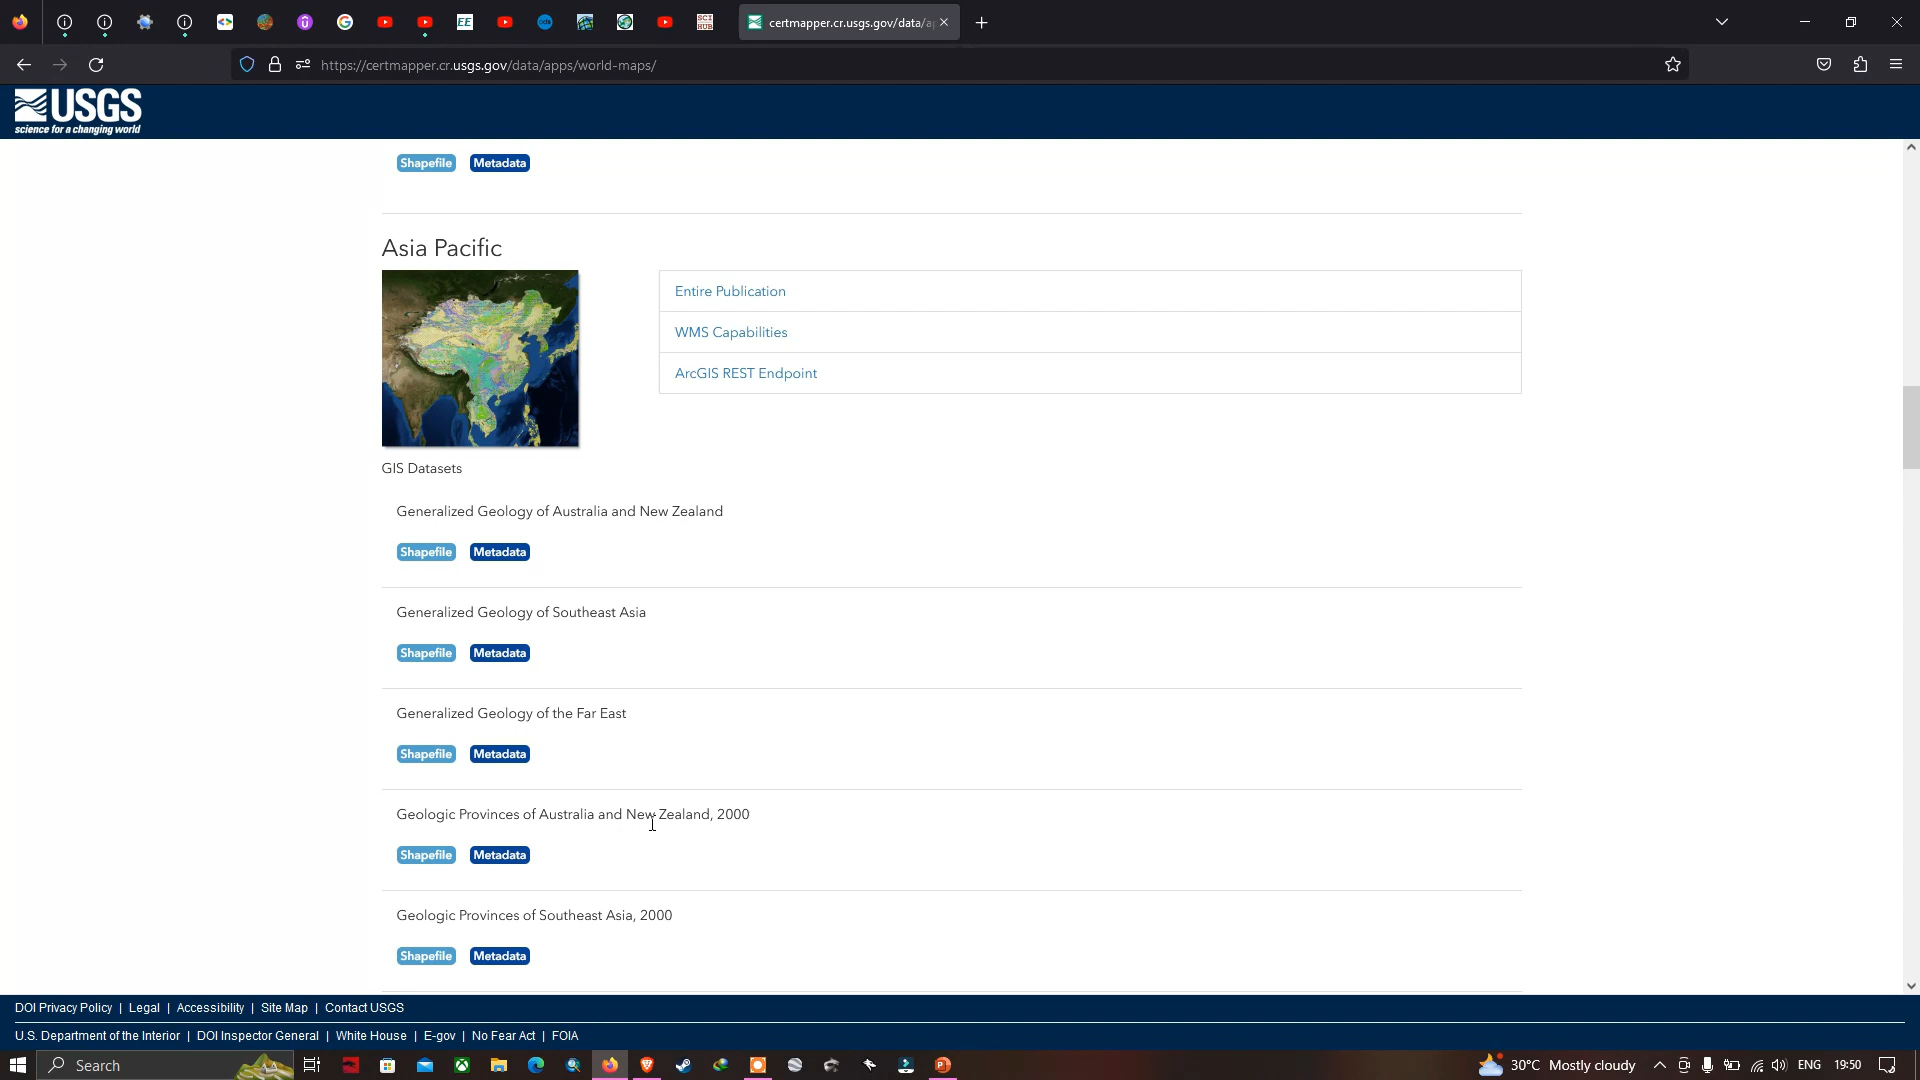 EE
ods
SCI
HUB
certmapper.cr.usgs.gov/data/ap
https://certmapper.cr.usgs.gov/data/apps/world-maps/
USGS
science for a changing world
Shapefile Metadata
Asia Pacific
Entire Publication
WMS Capabilities
ArcGIS REST Endpoint
GIS Datasets
Generalized Geology of Australia and New Zealand
Shapefile Metadata
Generalized Geology of Southeast Asia
Shapefile Metadata
Generalized Geology of the Far East
Shapefile Metadata
Geologic Provinces of Australia and New Zealand, 2000
Shapefile Metadata
Geologic Provinces of Southeast Asia, 2000
Shapefile Metadata
DOI Privacy Policy | Legal | Accessibility | Site Map | Contact USGS
U.S. Department of the Interior | DOI Inspector General | White House | E-gov | No Fear Act | FOIA
Search
30°C Mostly cloudy
ENG
19:50